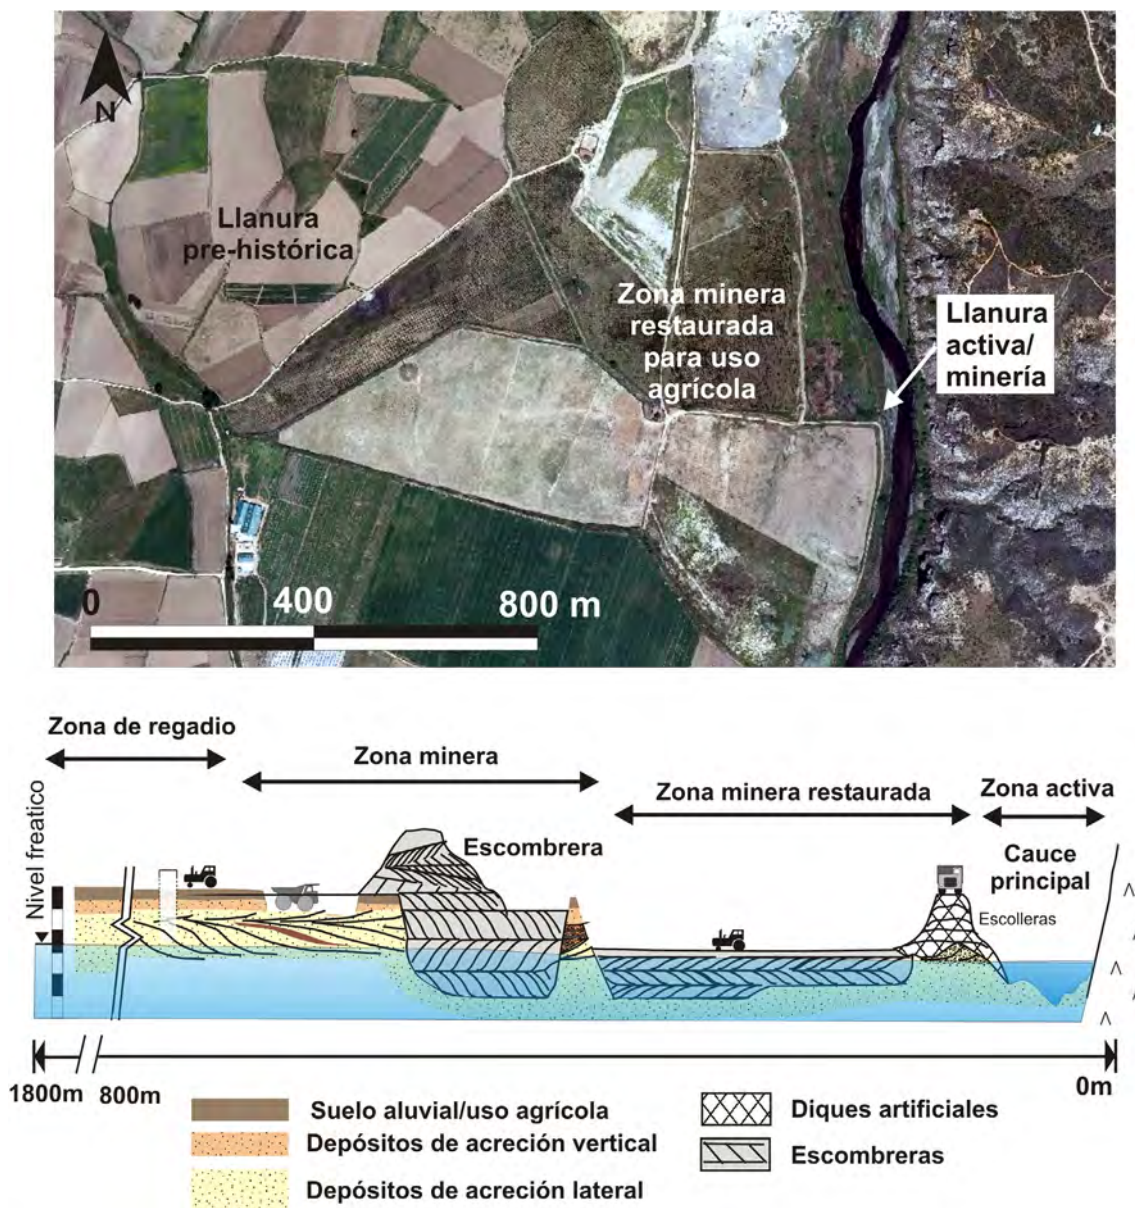 N
Llanura
pre-histórica
Zona minera
restaurada
para uso
agrícola
Llanura
activa/
minería
0
400
800 m
Zona de regadio
Zona minera
Zona minera restaurada
Zona activa
Nivel freatico
Escombrera
Cauce
principal
Escolleras
1800m
800m
0m
Suelo aluvial/uso agrícola
Depósitos de acreción vertical
Depósitos de acreción lateral
Diques artificiales
Escombreras